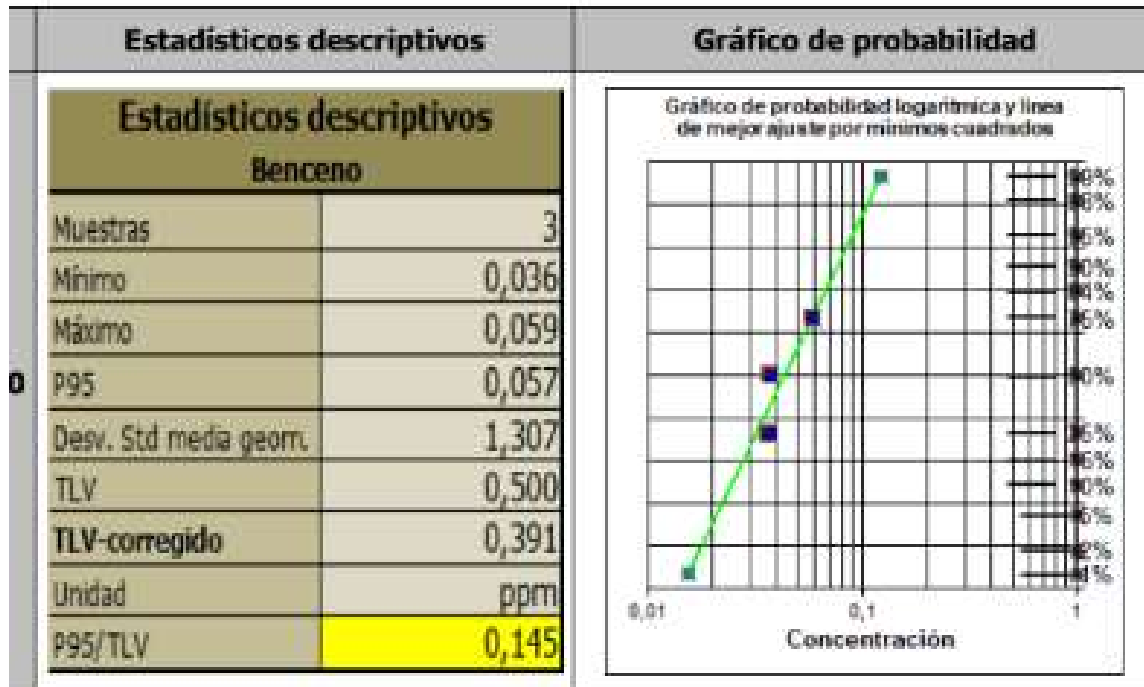 Estadísticos descriptivos
Gráfico de probabilidad
Estadísticos descriptivos
Benceno
Muestras 3
Mínimo 0,036
Máximo 0,059
P95 0,057
Desv. Std media geom. 1,307
TLV 0,500
TLV-corregido 0,391
Unidad ppm
P95/TLV 0,145
Gráfico de probabilidad logarítmica y linea
de mejor ajuste por mínimos cuadrados
0,01 0,1 1
Concentración